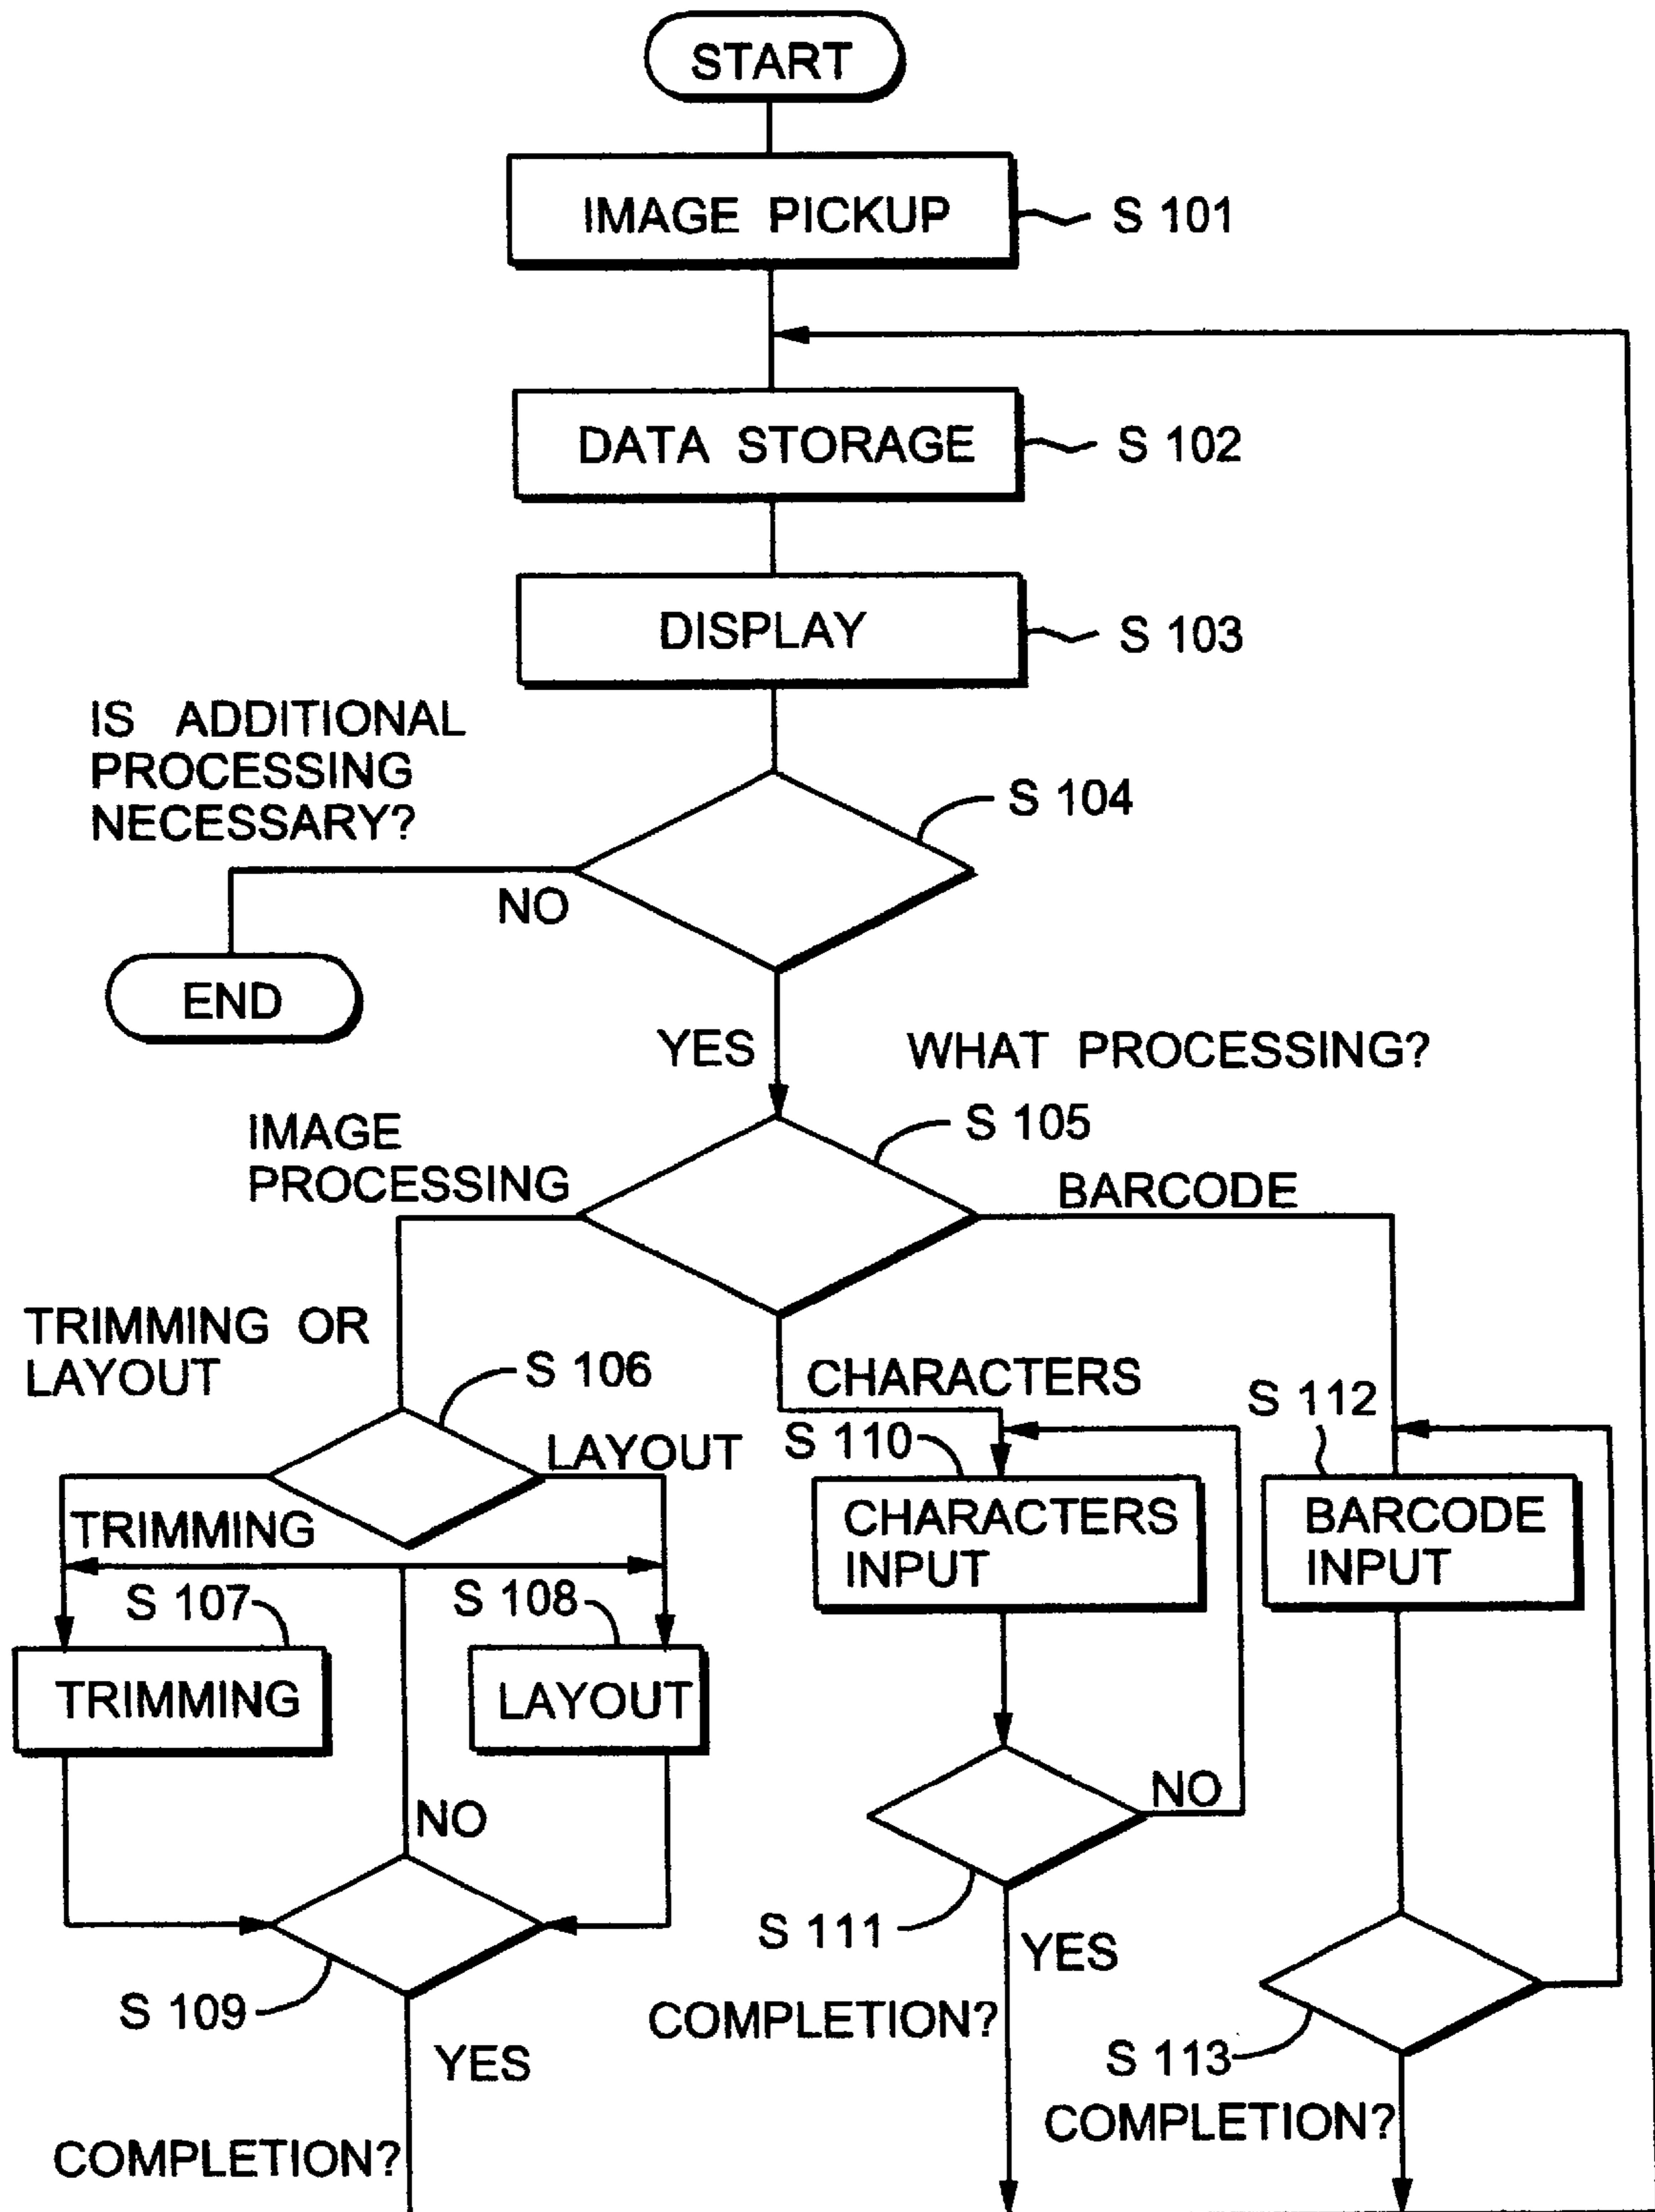 START
IMAGE PICKUP
S 101
DATA STORAGE
S 102
DISPLAY
S 103
IS ADDITIONAL
PROCESSING
NECESSARY?
S 104
NO
END
YES
WHAT PROCESSING?
IMAGE
PROCESSING
S 105
BARCODE
TRIMMING OR
LAYOUT
S 106
CHARACTERS
S 112
LAYOUT
S 110
TRIMMING
CHARACTERS
INPUT
BARCODE
INPUT
S 107
S 108
TRIMMING
LAYOUT
NO
NO
S 111
YES
S 109
COMPLETION?
YES
S 113
COMPLETION?
COMPLETION?